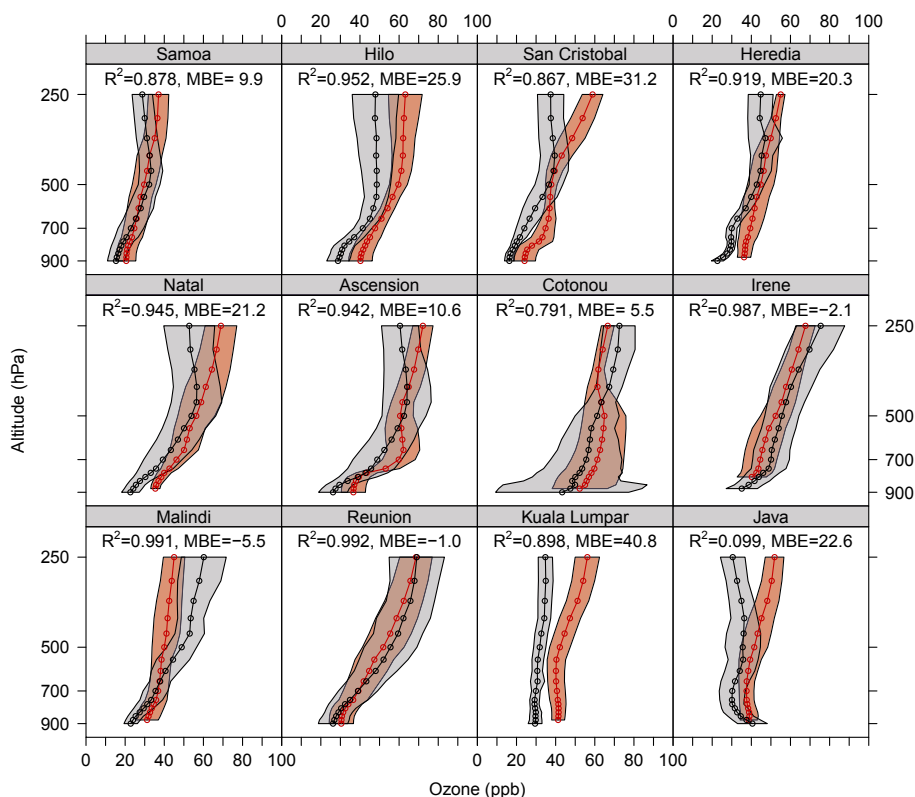 0 20 40 60 80 100 0 20 40 60 80 100
Samoa Hilo San Cristobal Heredia
R²=0.878, MBE= 9.9 R²=0.952, MBE=25.9 R²=0.867, MBE=31.2 R²=0.919, MBE=20.3
250
500
700
900
Natal Ascension Cotonou Irene
R²=0.945, MBE=21.2 R²=0.942, MBE=10.6 R²=0.791, MBE= 5.5 R²=0.987, MBE=−2.1
250
500
700
900
Malindi Reunion Kuala Lumpar Java
R²=0.991, MBE=−5.5 R²=0.992, MBE=−1.0 R²=0.898, MBE=40.8 R²=0.099, MBE=22.6
250
500
700
900
0 20 40 60 80 100 0 20 40 60 80 100
Altitude (hPa)
Ozone (ppb)